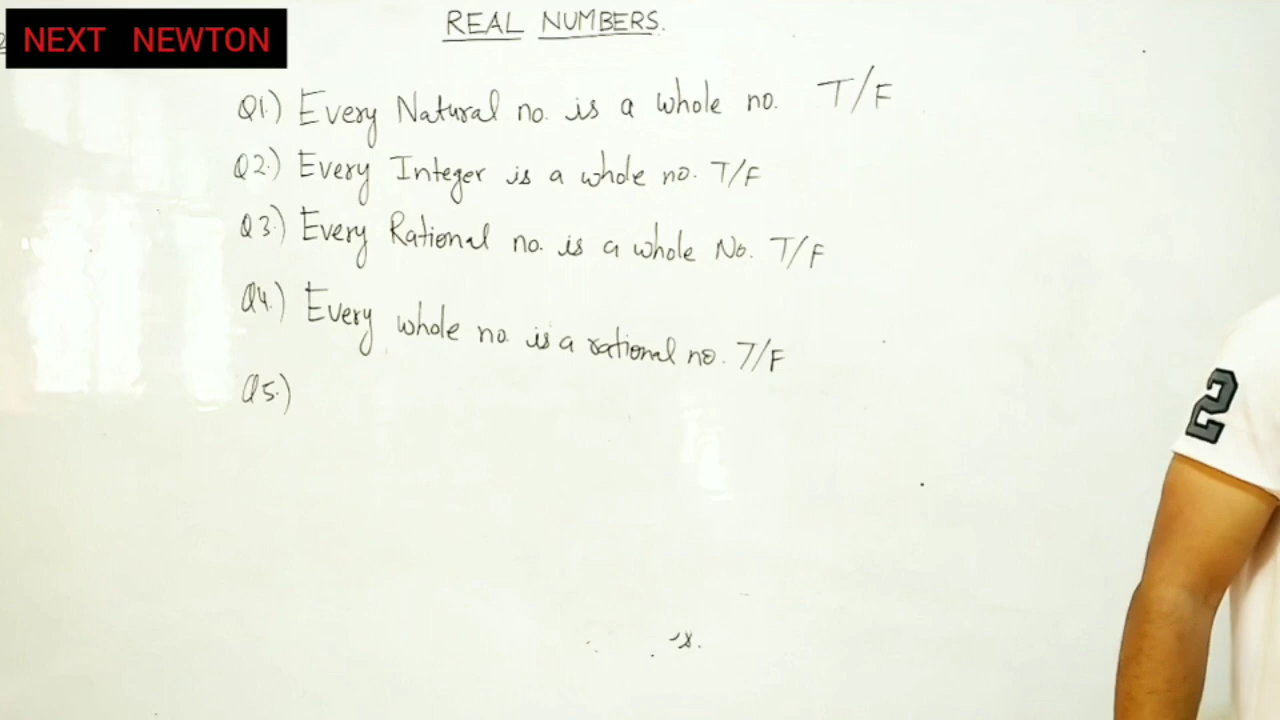 NEXT NEWTON
REAL NUMBERS.
Q1.) Every Natural no. is a whole no. T/F
Q2.) Every Integer is a whole no. T/F
Q3.) Every Rational no. is a whole No. T/F
Q4.) Every whole no. is a rational no. T/F
Q5.)
2